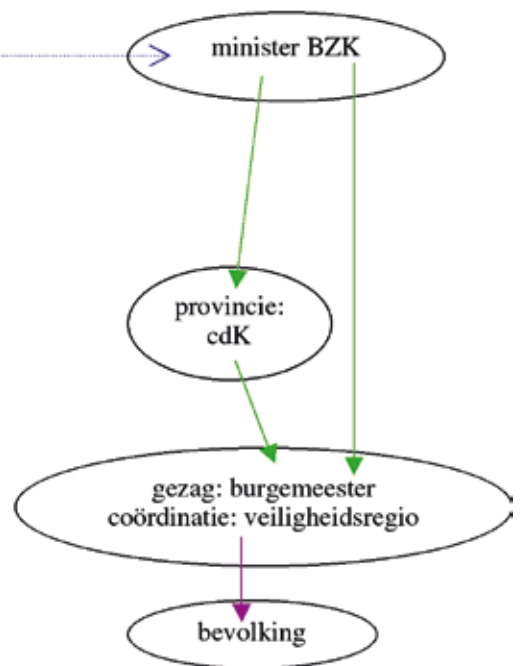 minister BZK
provincie:
cdK
gezag: burgemeester
coördinatie: veiligheidsregio
bevolking